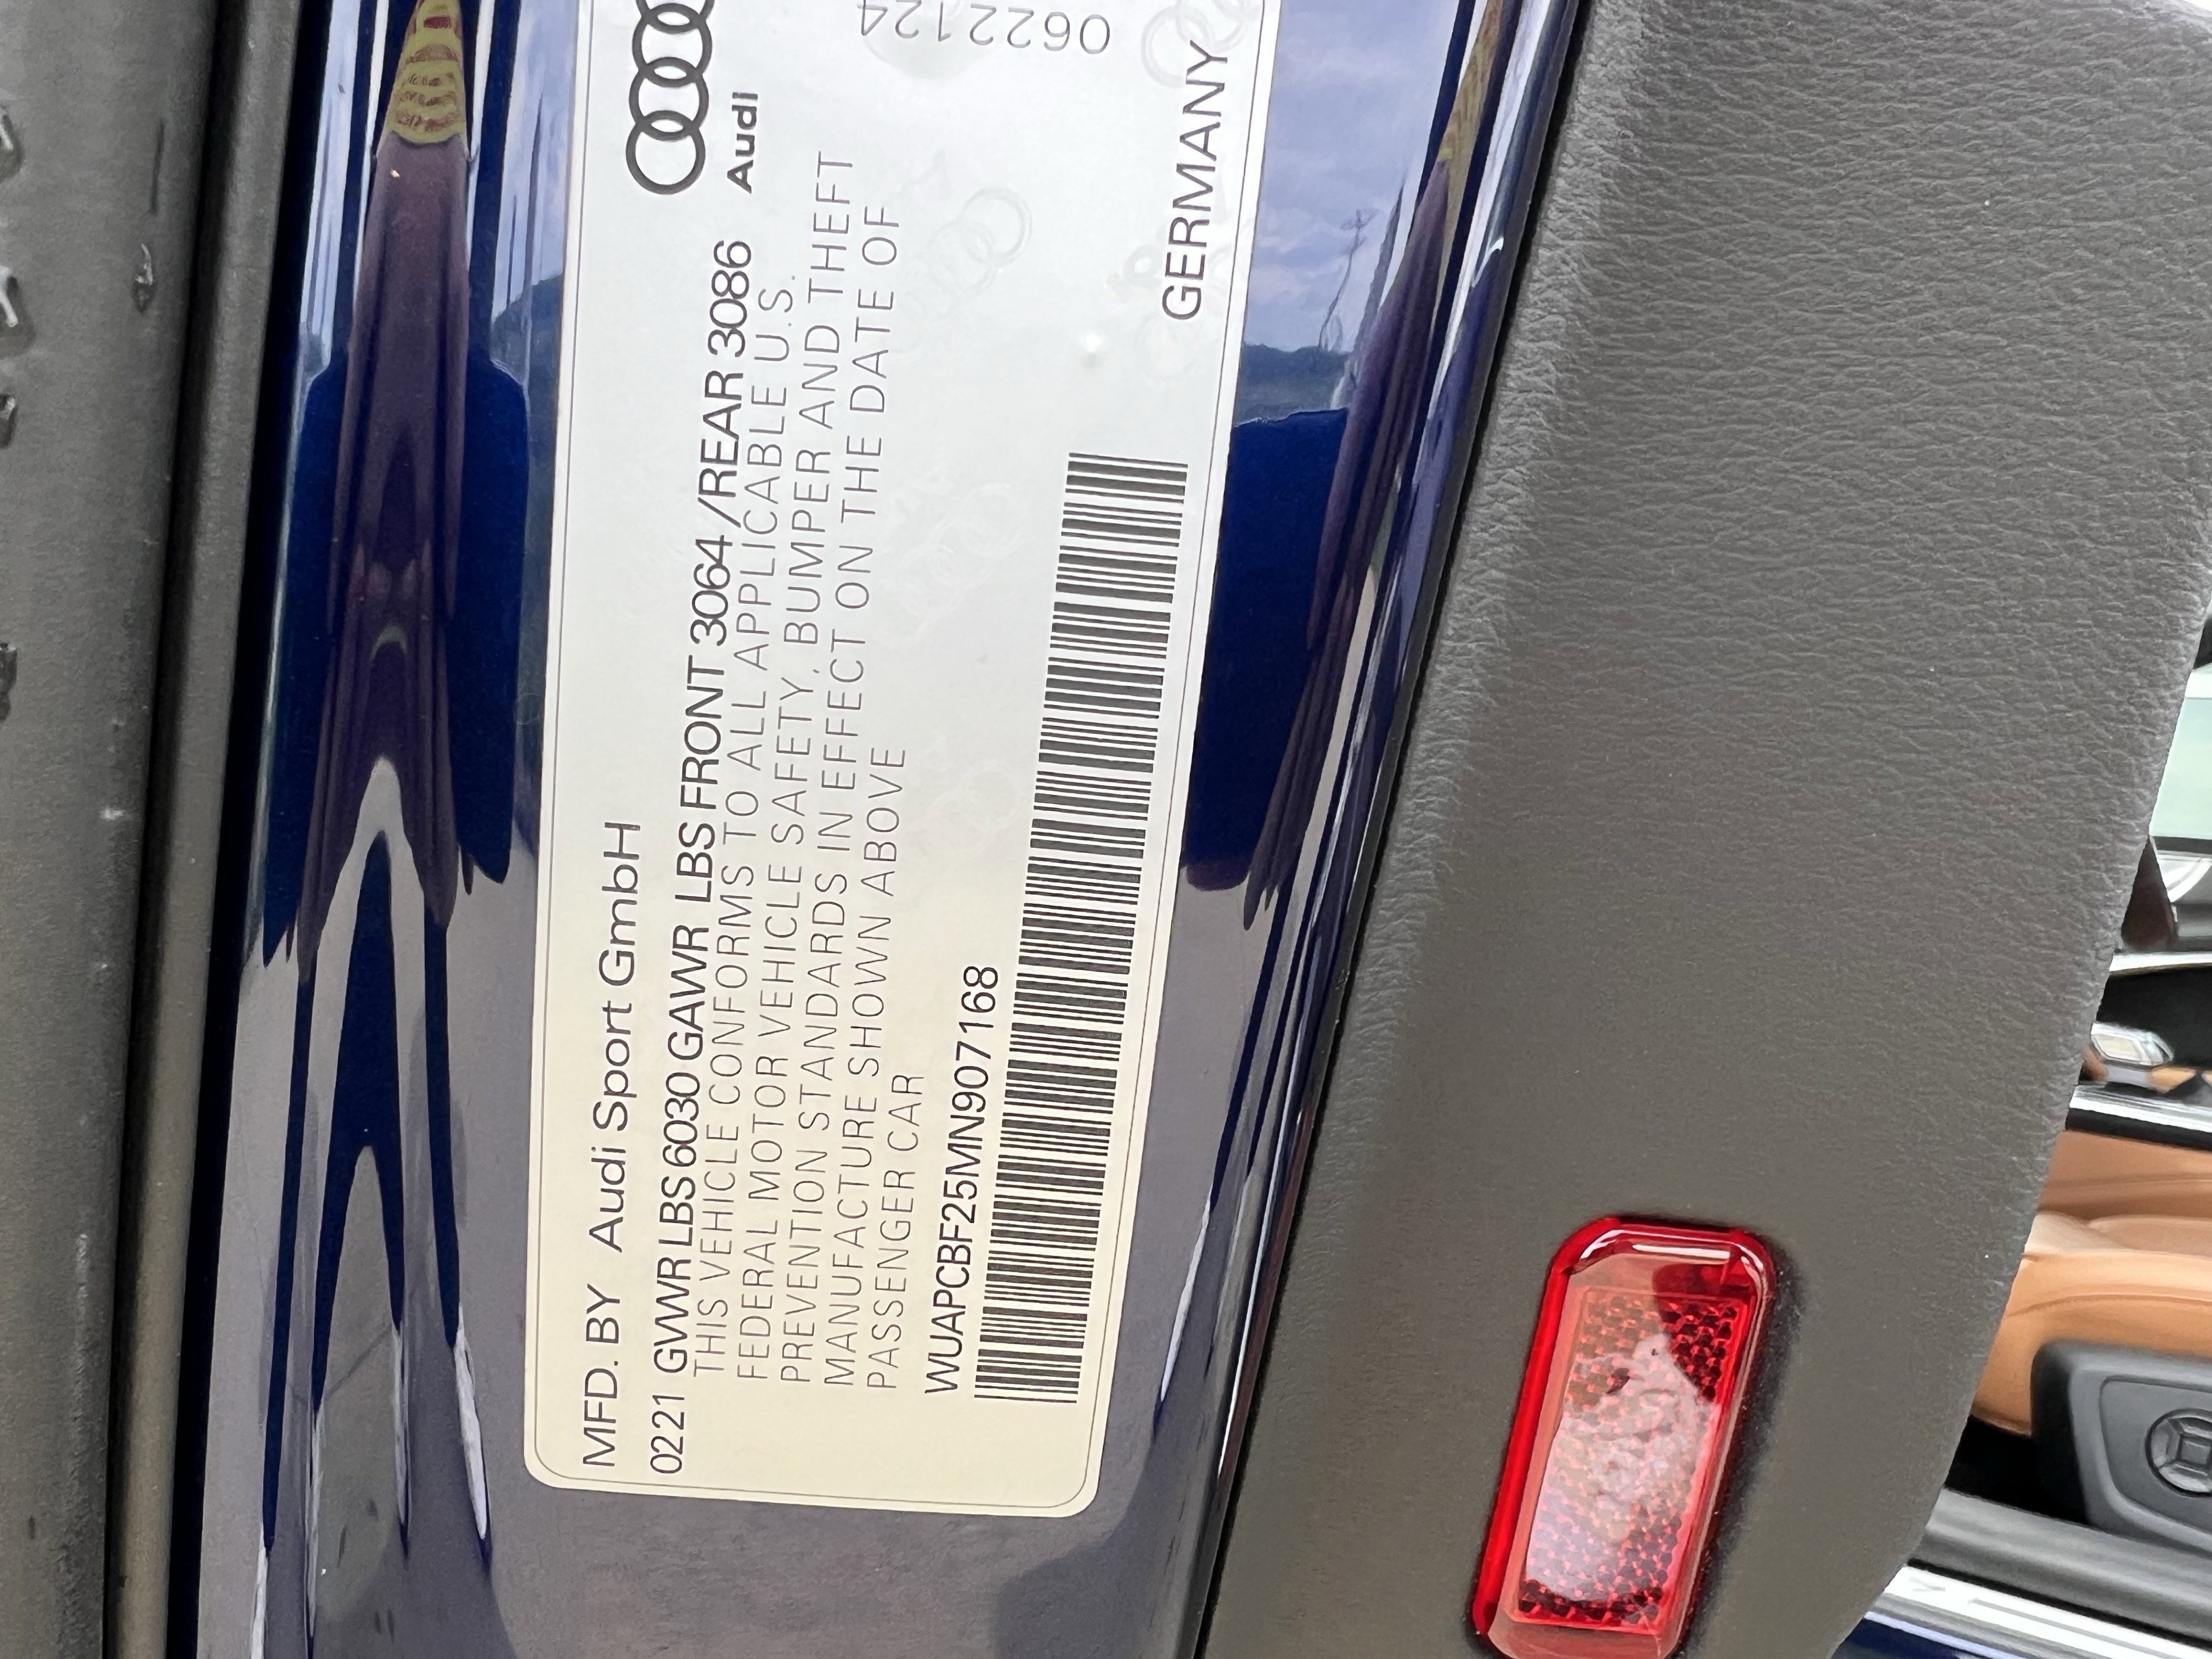 MFD. BY Audi Sport GmbH
Audi
0221 GWWR LBS 6030 GAWR LBS FRONT 3064 /REAR 3086
THIS VEHICLE CONFORMS TO ALL APPLICABLE U.S.
FEDERAL MOTOR VEHICLE SAFETY, BUMPER AND THEFT
PREVENTION STANDARDS IN EFFECT ON THE DATE OF
MANUFACTURE SHOWN ABOVE
PASSENGER CAR
WUAPCBF25MN907168
GERMANY
0622124